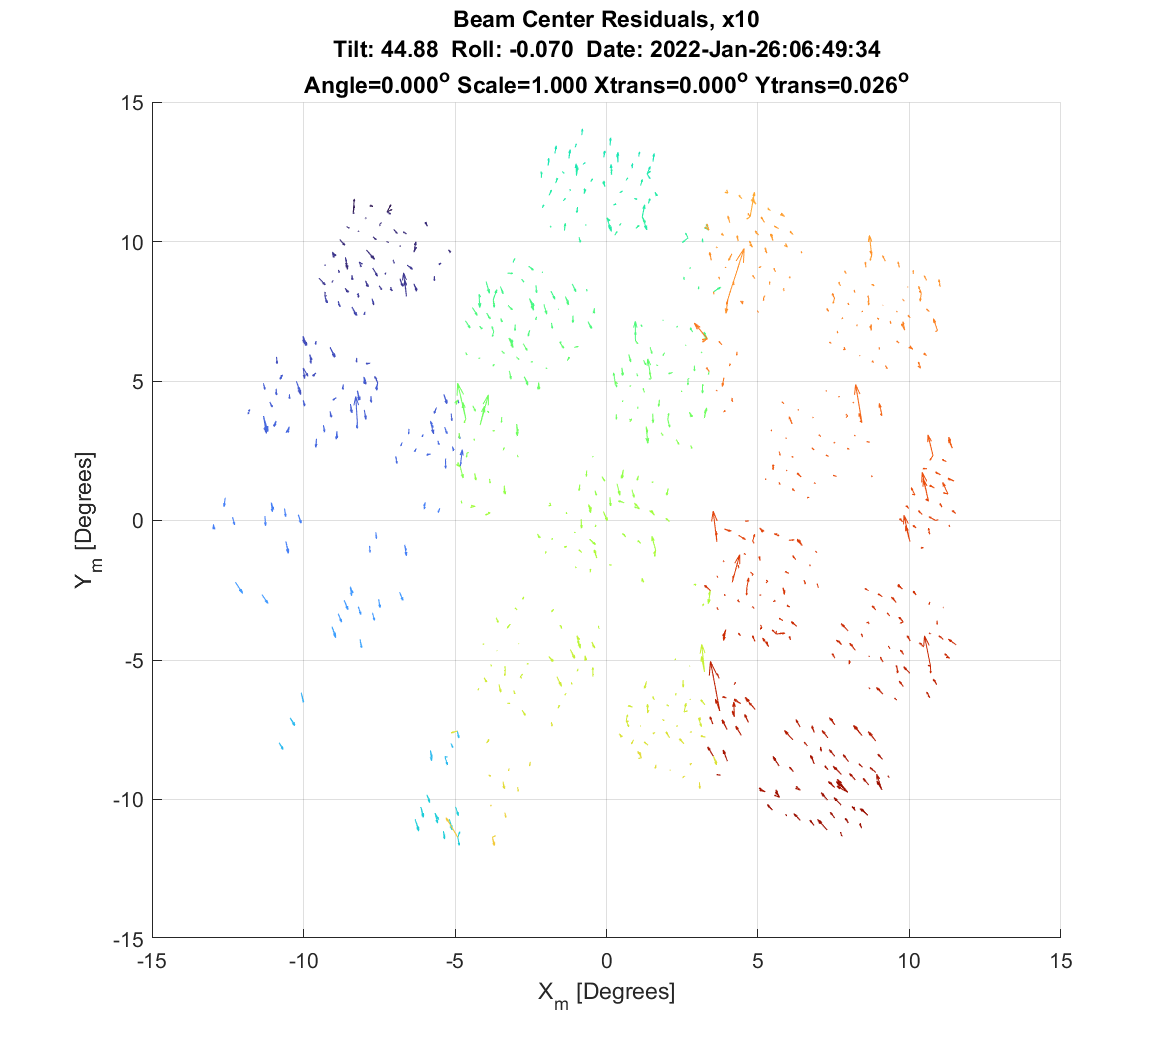 Beam Center Residuals, x10
Tilt: 44.88  Roll: -0.070  Date: 2022-Jan-26:06:49:34
Angle=0.000° Scale=1.000 Xtrans=0.000° Ytrans=0.026°
15
10
5
0
-5
-10
-15
Y_m [Degrees]
-15 -10 -5 0 5 10 15
X_m [Degrees]